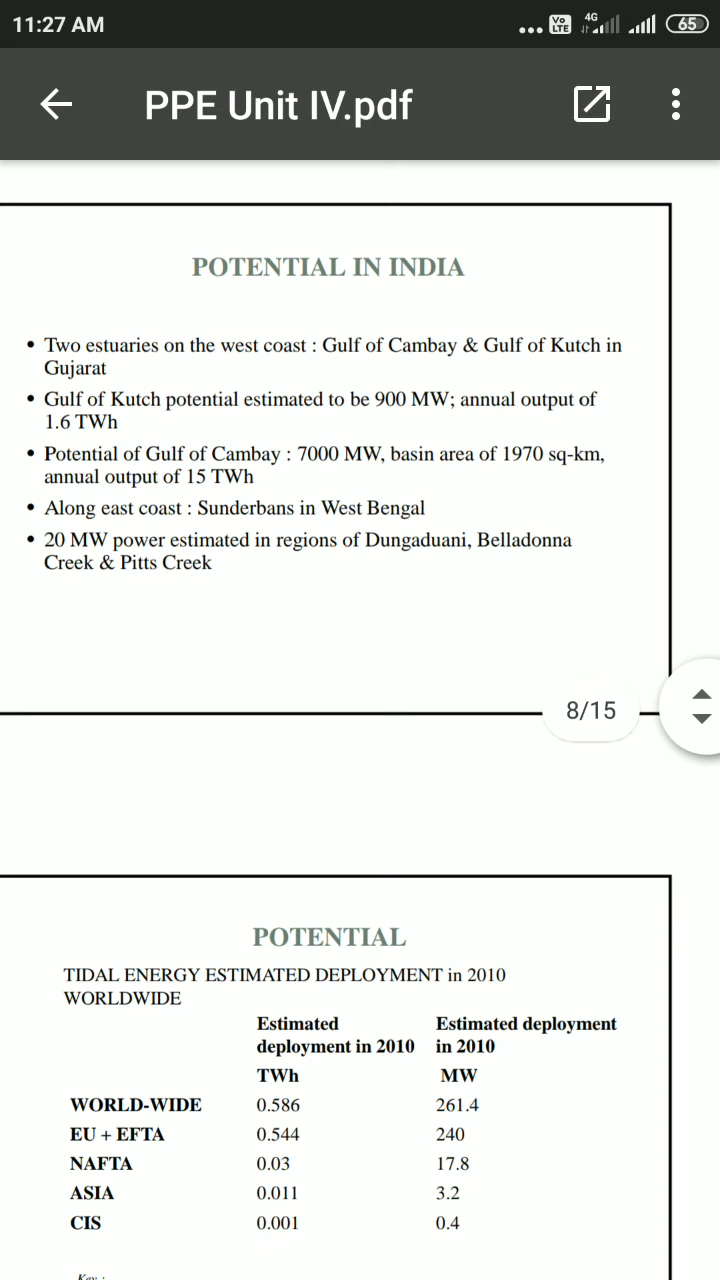 11:27 AM
Vo
LTE
4G
65
PPE Unit IV.pdf
POTENTIAL IN INDIA
• Two estuaries on the west coast : Gulf of Cambay & Gulf of Kutch in
Gujarat
• Gulf of Kutch potential estimated to be 900 MW; annual output of
1.6 TWh
• Potential of Gulf of Cambay : 7000 MW, basin area of 1970 sq-km,
annual output of 15 TWh
• Along east coast : Sunderbans in West Bengal
• 20 MW power estimated in regions of Dungaduani, Belladonna
Creek & Pitts Creek
8/15
POTENTIAL
TIDAL ENERGY ESTIMATED DEPLOYMENT in 2010
WORLDWIDE
Estimated Estimated deployment
deployment in 2010 in 2010
TWh MW
WORLD-WIDE 0.586 261.4
EU + EFTA 0.544 240
NAFTA 0.03 17.8
ASIA 0.011 3.2
CIS 0.001 0.4
Key :